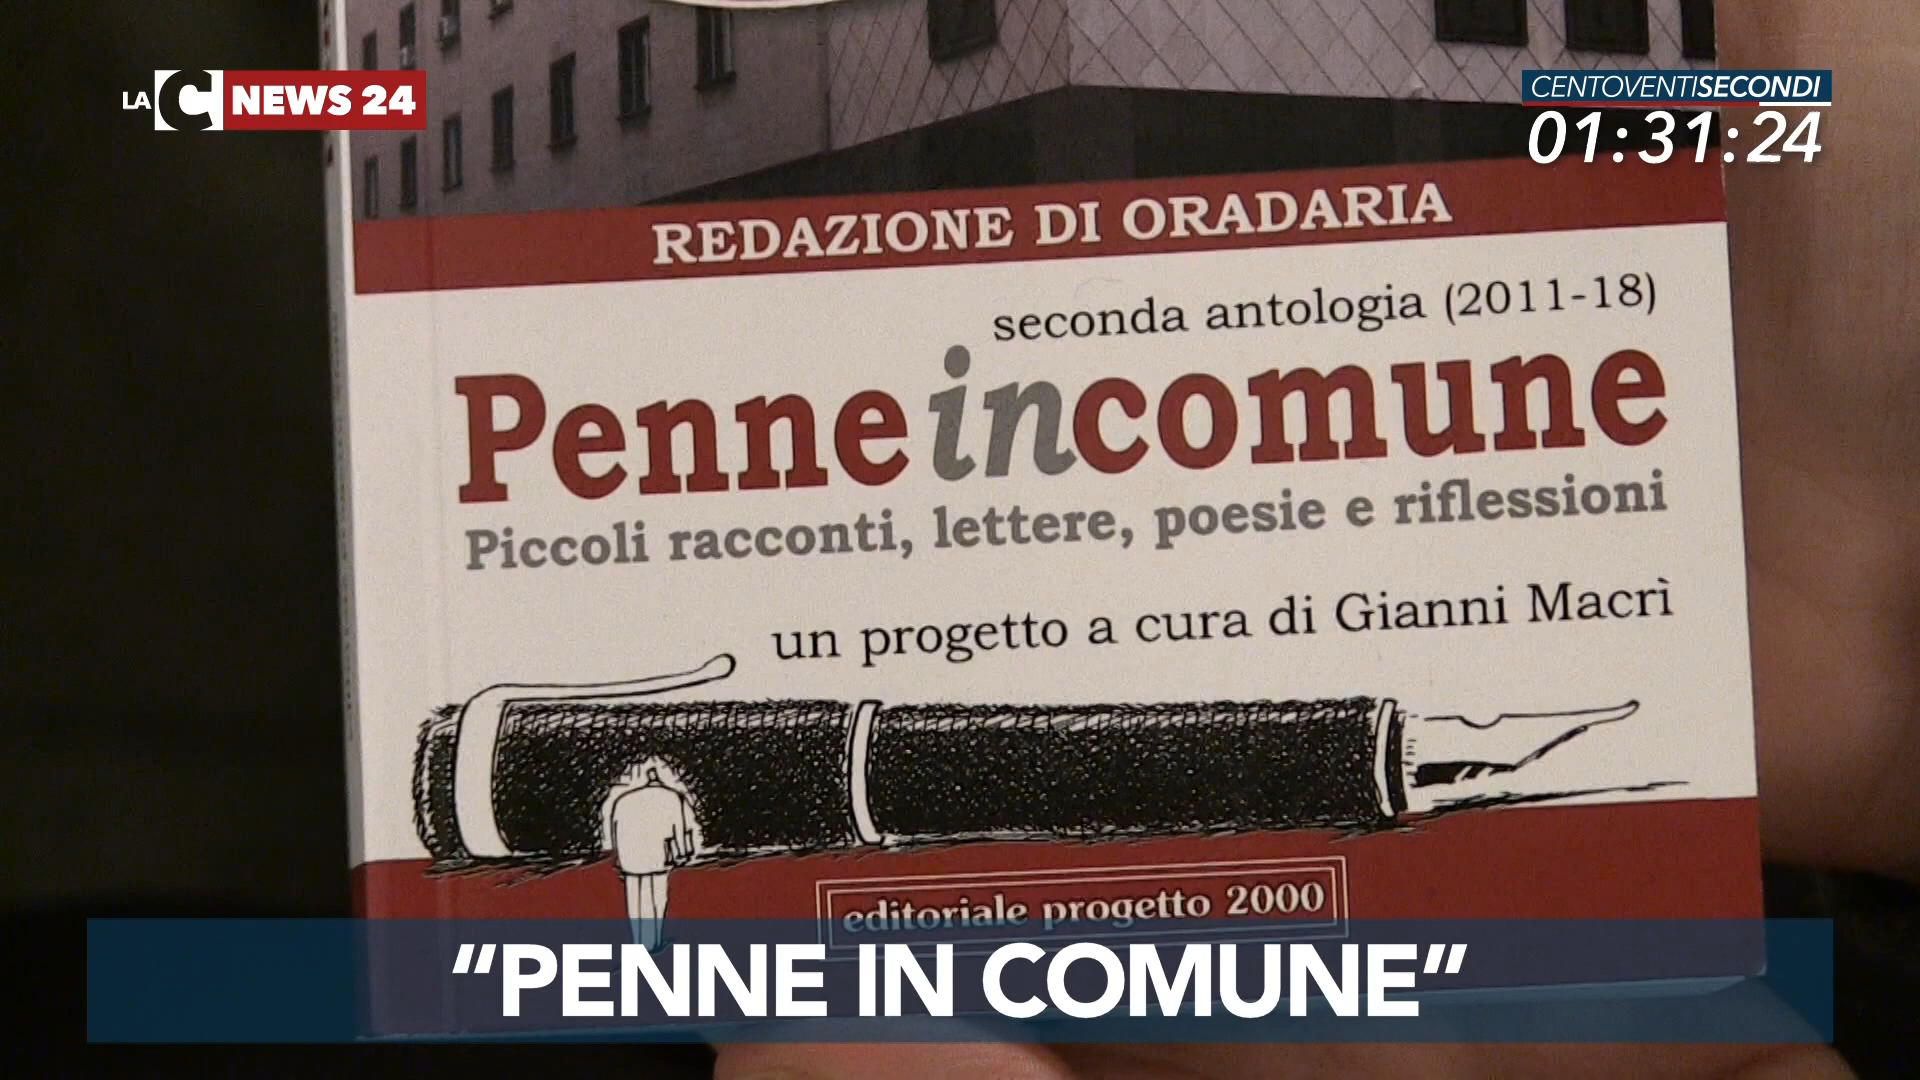 LA C NEWS 24
CENTOVENTISECONDI
01:31:24
REDAZIONE DI ORADARIA
seconda antologia (2011-18)
Penneincomune
Piccoli racconti, lettere, poesie e riflessioni
un progetto a cura di Gianni Macrì
editoriale progetto 2000
“PENNE IN COMUNE”